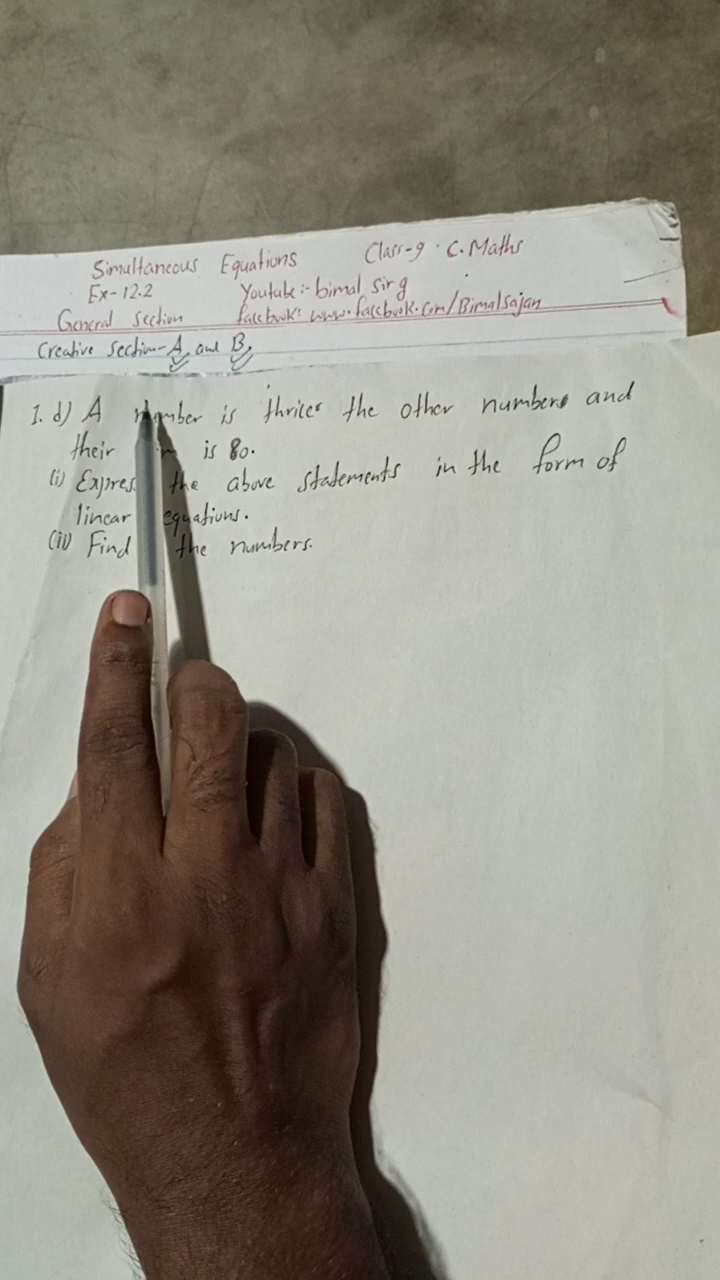 Simultaneous Equations Class-9 C. Maths
Ex-12.2 Youtube:- bimal sir g
General section facebook: www.facebook.com/Bimalsajan
Creative section-A and B.
1. d) A number is thrice the other numbers and
their is 80.
(i) Express the above statements in the form of
linear equations.
(ii) Find the numbers.